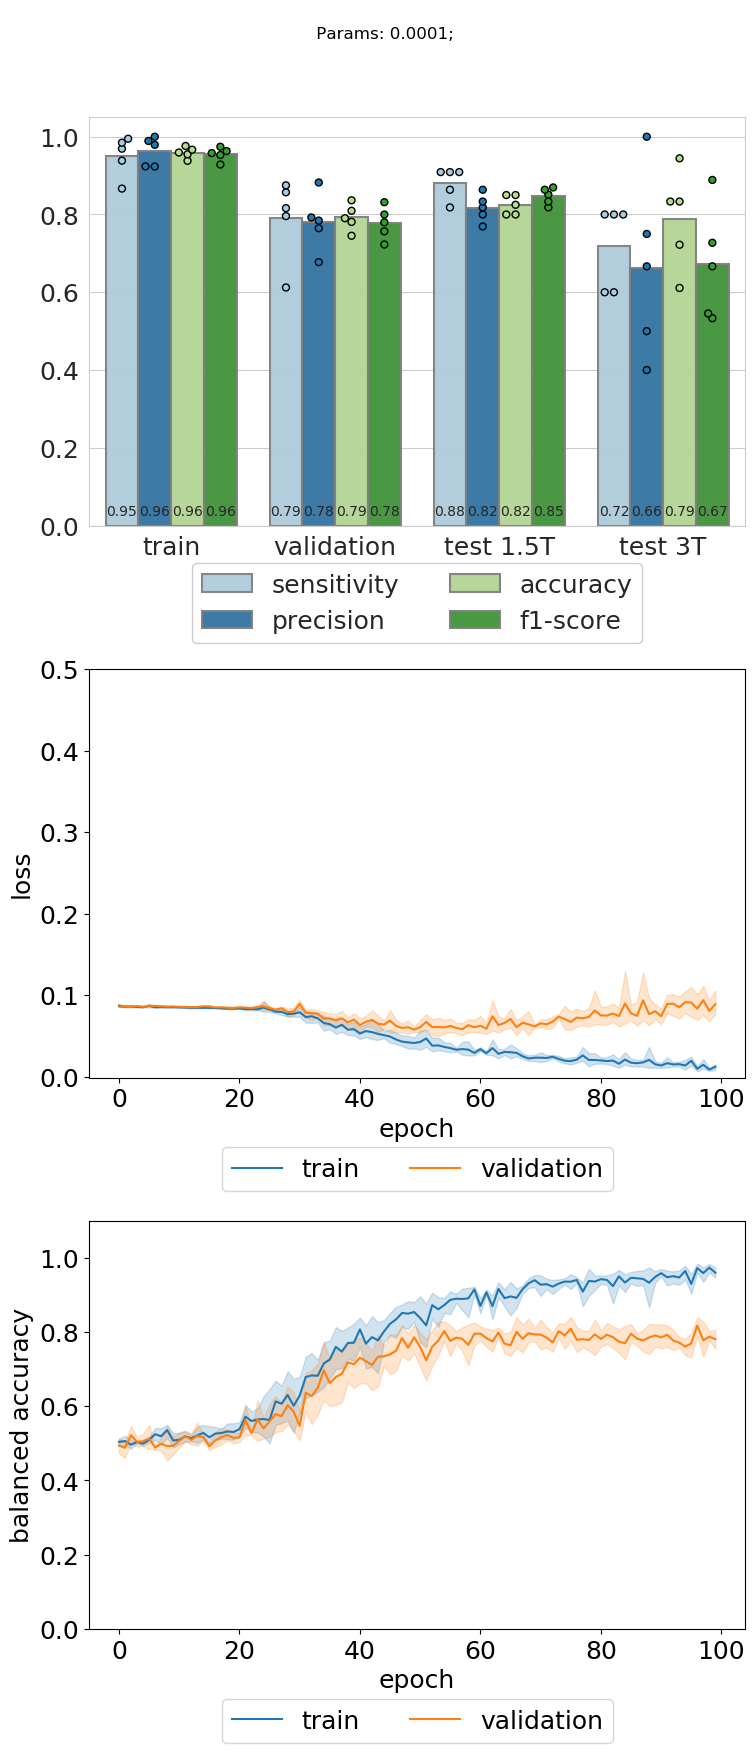 Params: 0.0001;
1.0
0.8
0.6
0.4
0.2
0.0
0.95 0.96 0.96 0.96 0.79 0.78 0.79 0.78 0.88 0.82 0.82 0.85 0.72 0.66 0.79 0.67
train validation test 1.5T test 3T
sensitivity accuracy
precision f1-score
0.5
0.4
0.3
0.2
0.1
0.0
loss
0 20 40 60 80 100
epoch
train validation
1.0
0.8
0.6
0.4
0.2
0.0
balanced accuracy
0 20 40 60 80 100
epoch
train validation